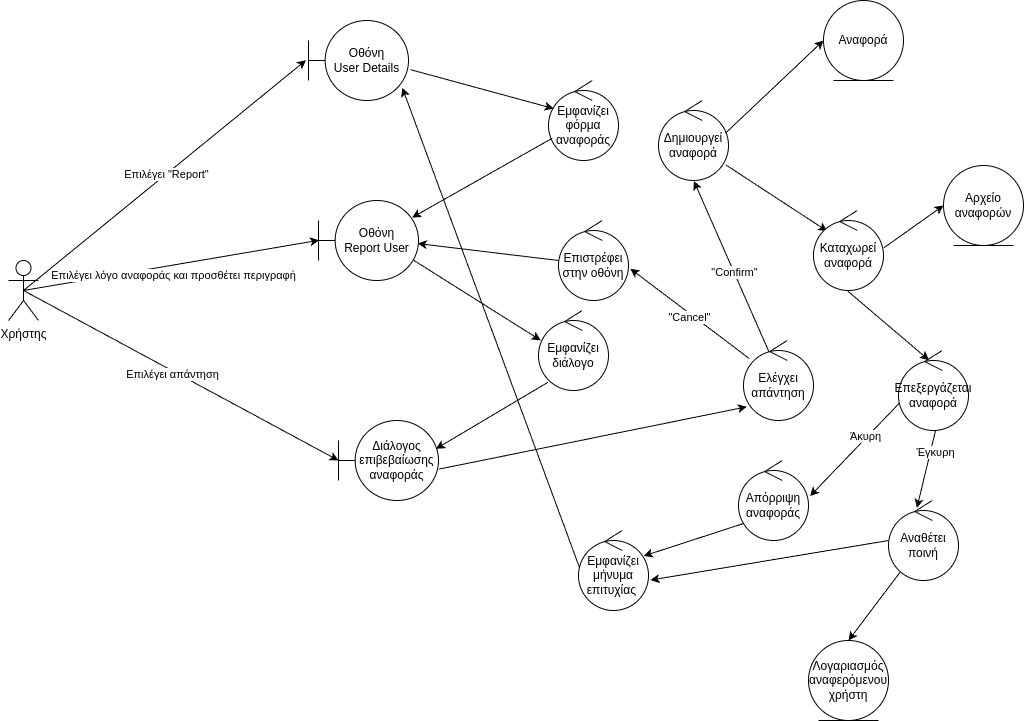 Οθόνη
User Details
Αναφορά
Εμφανίζει
φόρμα
αναφοράς
Δημιουργεί
αναφορά
Επιλέγει "Report"
Αρχείο
αναφορών
Οθόνη
Report User
Καταχωρεί
αναφορά
Επιστρέφει
στην οθόνη
"Confirm"
Επιλέγει λόγο αναφοράς και προσθέτει περιγραφή
"Cancel"
Χρήστης
Εμφανίζει
διάλογο
Επιλέγει απάντηση
Ελέγχει
απάντηση
Επεξεργάζεται
αναφορά
Διάλογος
επιβεβαίωσης
αναφοράς
Άκυρη
Έγκυρη
Απόρριψη
αναφοράς
Αναθέτει
ποινή
Εμφανίζει
μήνυμα
επιτυχίας
Λογαριασμός
αναφερόμενου
χρήστη